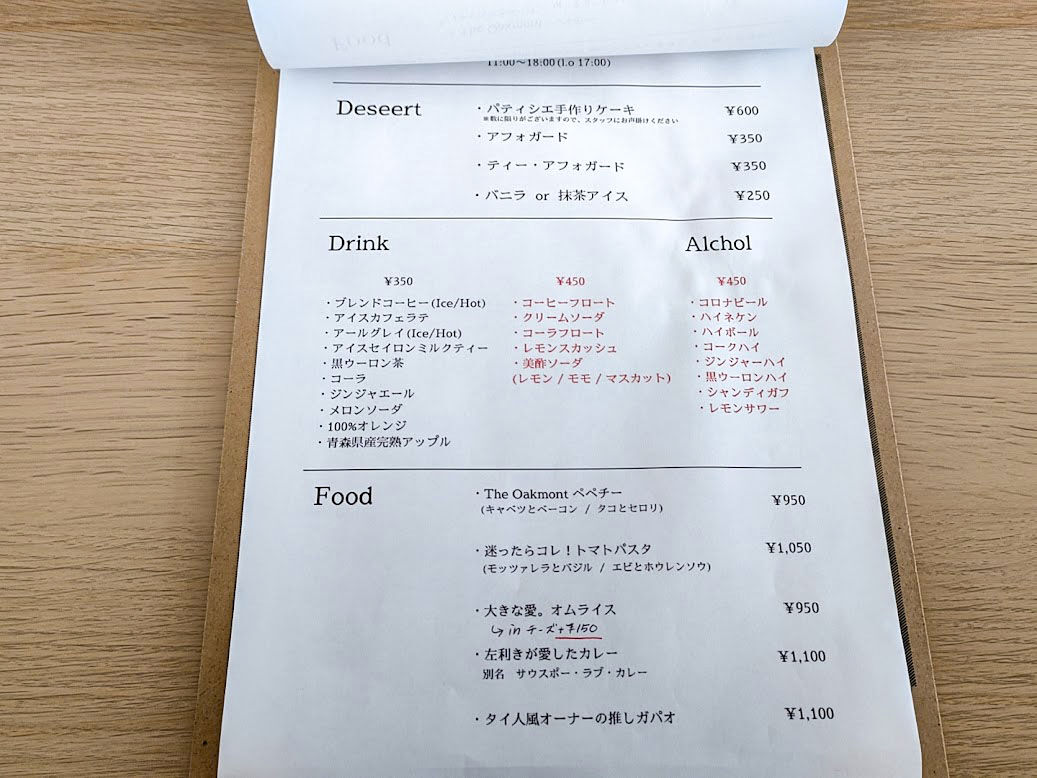 11:00～18:00(l.o 17:00)
Deseert
・パティシエ手作りケーキ ¥600
※数に限りがございますので、スタッフにお声掛けください
・アフォガード ¥350
・ティー・アフォガード ¥350
・バニラ or 抹茶アイス ¥250
Drink
¥350
・ブレンドコーヒー(Ice/Hot)
・アイスカフェラテ
・アールグレイ(Ice/Hot)
・アイスセイロンミルクティー
・黒ウーロン茶
・コーラ
・ジンジャエール
・メロンソーダ
・100%オレンジ
・青森県産完熟アップル
¥450
・コーヒーフロート
・クリームソーダ
・コーラフロート
・レモンスカッシュ
・美酢ソーダ
(レモン / モモ / マスカット)
Alchol
¥450
・コロナビール
・ハイネケン
・ハイボール
・コークハイ
・ジンジャーハイ
・黒ウーロンハイ
・シャンディガフ
・レモンサワー
Food
・The Oakmont ペペチー ¥950
(キャベツとベーコン / タコとセロリ)
・迷ったらコレ！トマトパスタ ¥1,050
(モッツァレラとバジル / エビとホウレンソウ)
・大きな愛。オムライス ¥950
↳ in チーズ+¥150
・左利きが愛したカレー ¥1,100
別名 サウスポー・ラブ・カレー
・タイ人風オーナーの推しガパオ ¥1,100